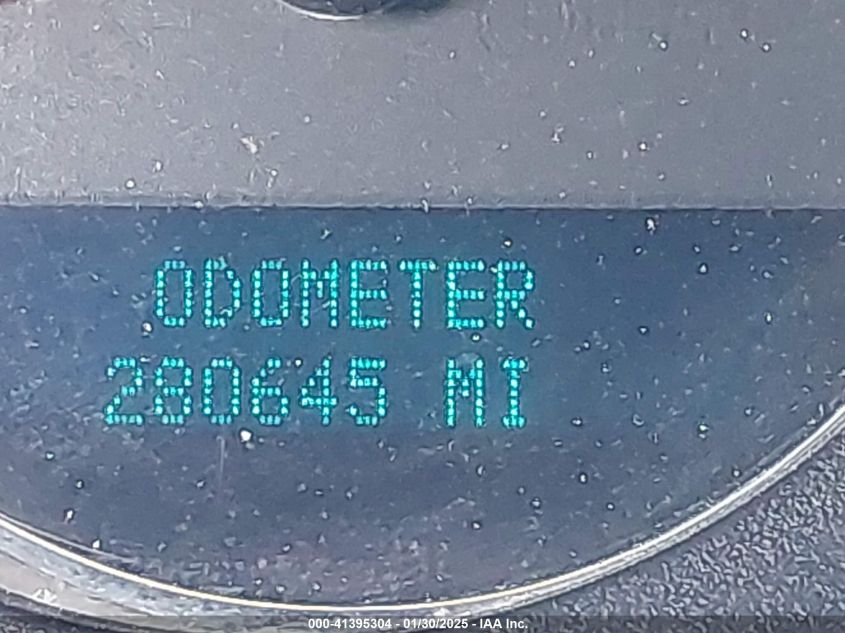 ODOMETER
280645 MI
000-41395304 - 01/30/2025 - IAA Inc.